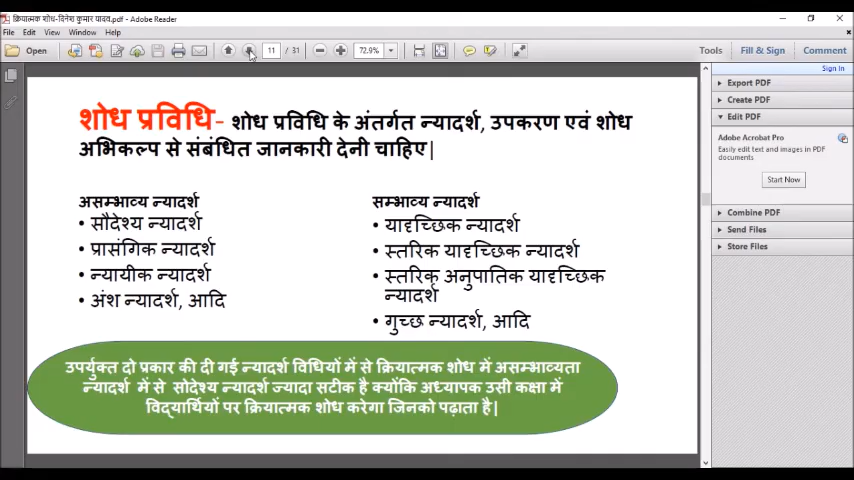 क्रियात्मक शोध-दिनेश कुमार यादव.pdf - Adobe Reader
File Edit View Window Help
Open 11 / 31 72.9% Tools Fill & Sign Comment
Sign In
Export PDF
Create PDF
Edit PDF
Adobe Acrobat Pro
Easily edit text and images in PDF
documents
Start Now
Combine PDF
Send Files
Store Files
शोध प्रविधि- शोध प्रविधि के अंतर्गत न्यादर्श, उपकरण एवं शोध
अभिकल्प से संबंधित जानकारी देनी चाहिए|
असम्भाव्य न्यादर्श
• सौदेश्य न्यादर्श
• प्रासंगिक न्यादर्श
• न्यायीक न्यादर्श
• अंश न्यादर्श, आदि
सम्भाव्य न्यादर्श
• यादृच्छिक न्यादर्श
• स्तरिक यादृच्छिक न्यादर्श
• स्तरिक अनुपातिक यादृच्छिक
न्यादर्श
• गुच्छ न्यादर्श, आदि
उपर्युक्त दो प्रकार की दी गई न्यादर्श विधियों में से क्रियात्मक शोध में असम्भाव्यता
न्यादर्श में से सोदेश्य न्यादर्श ज्यादा सटीक है क्योंकि अध्यापक उसी कक्षा में
विद्यार्थियों पर क्रियात्मक शोध करेगा जिनको पढ़ाता है|